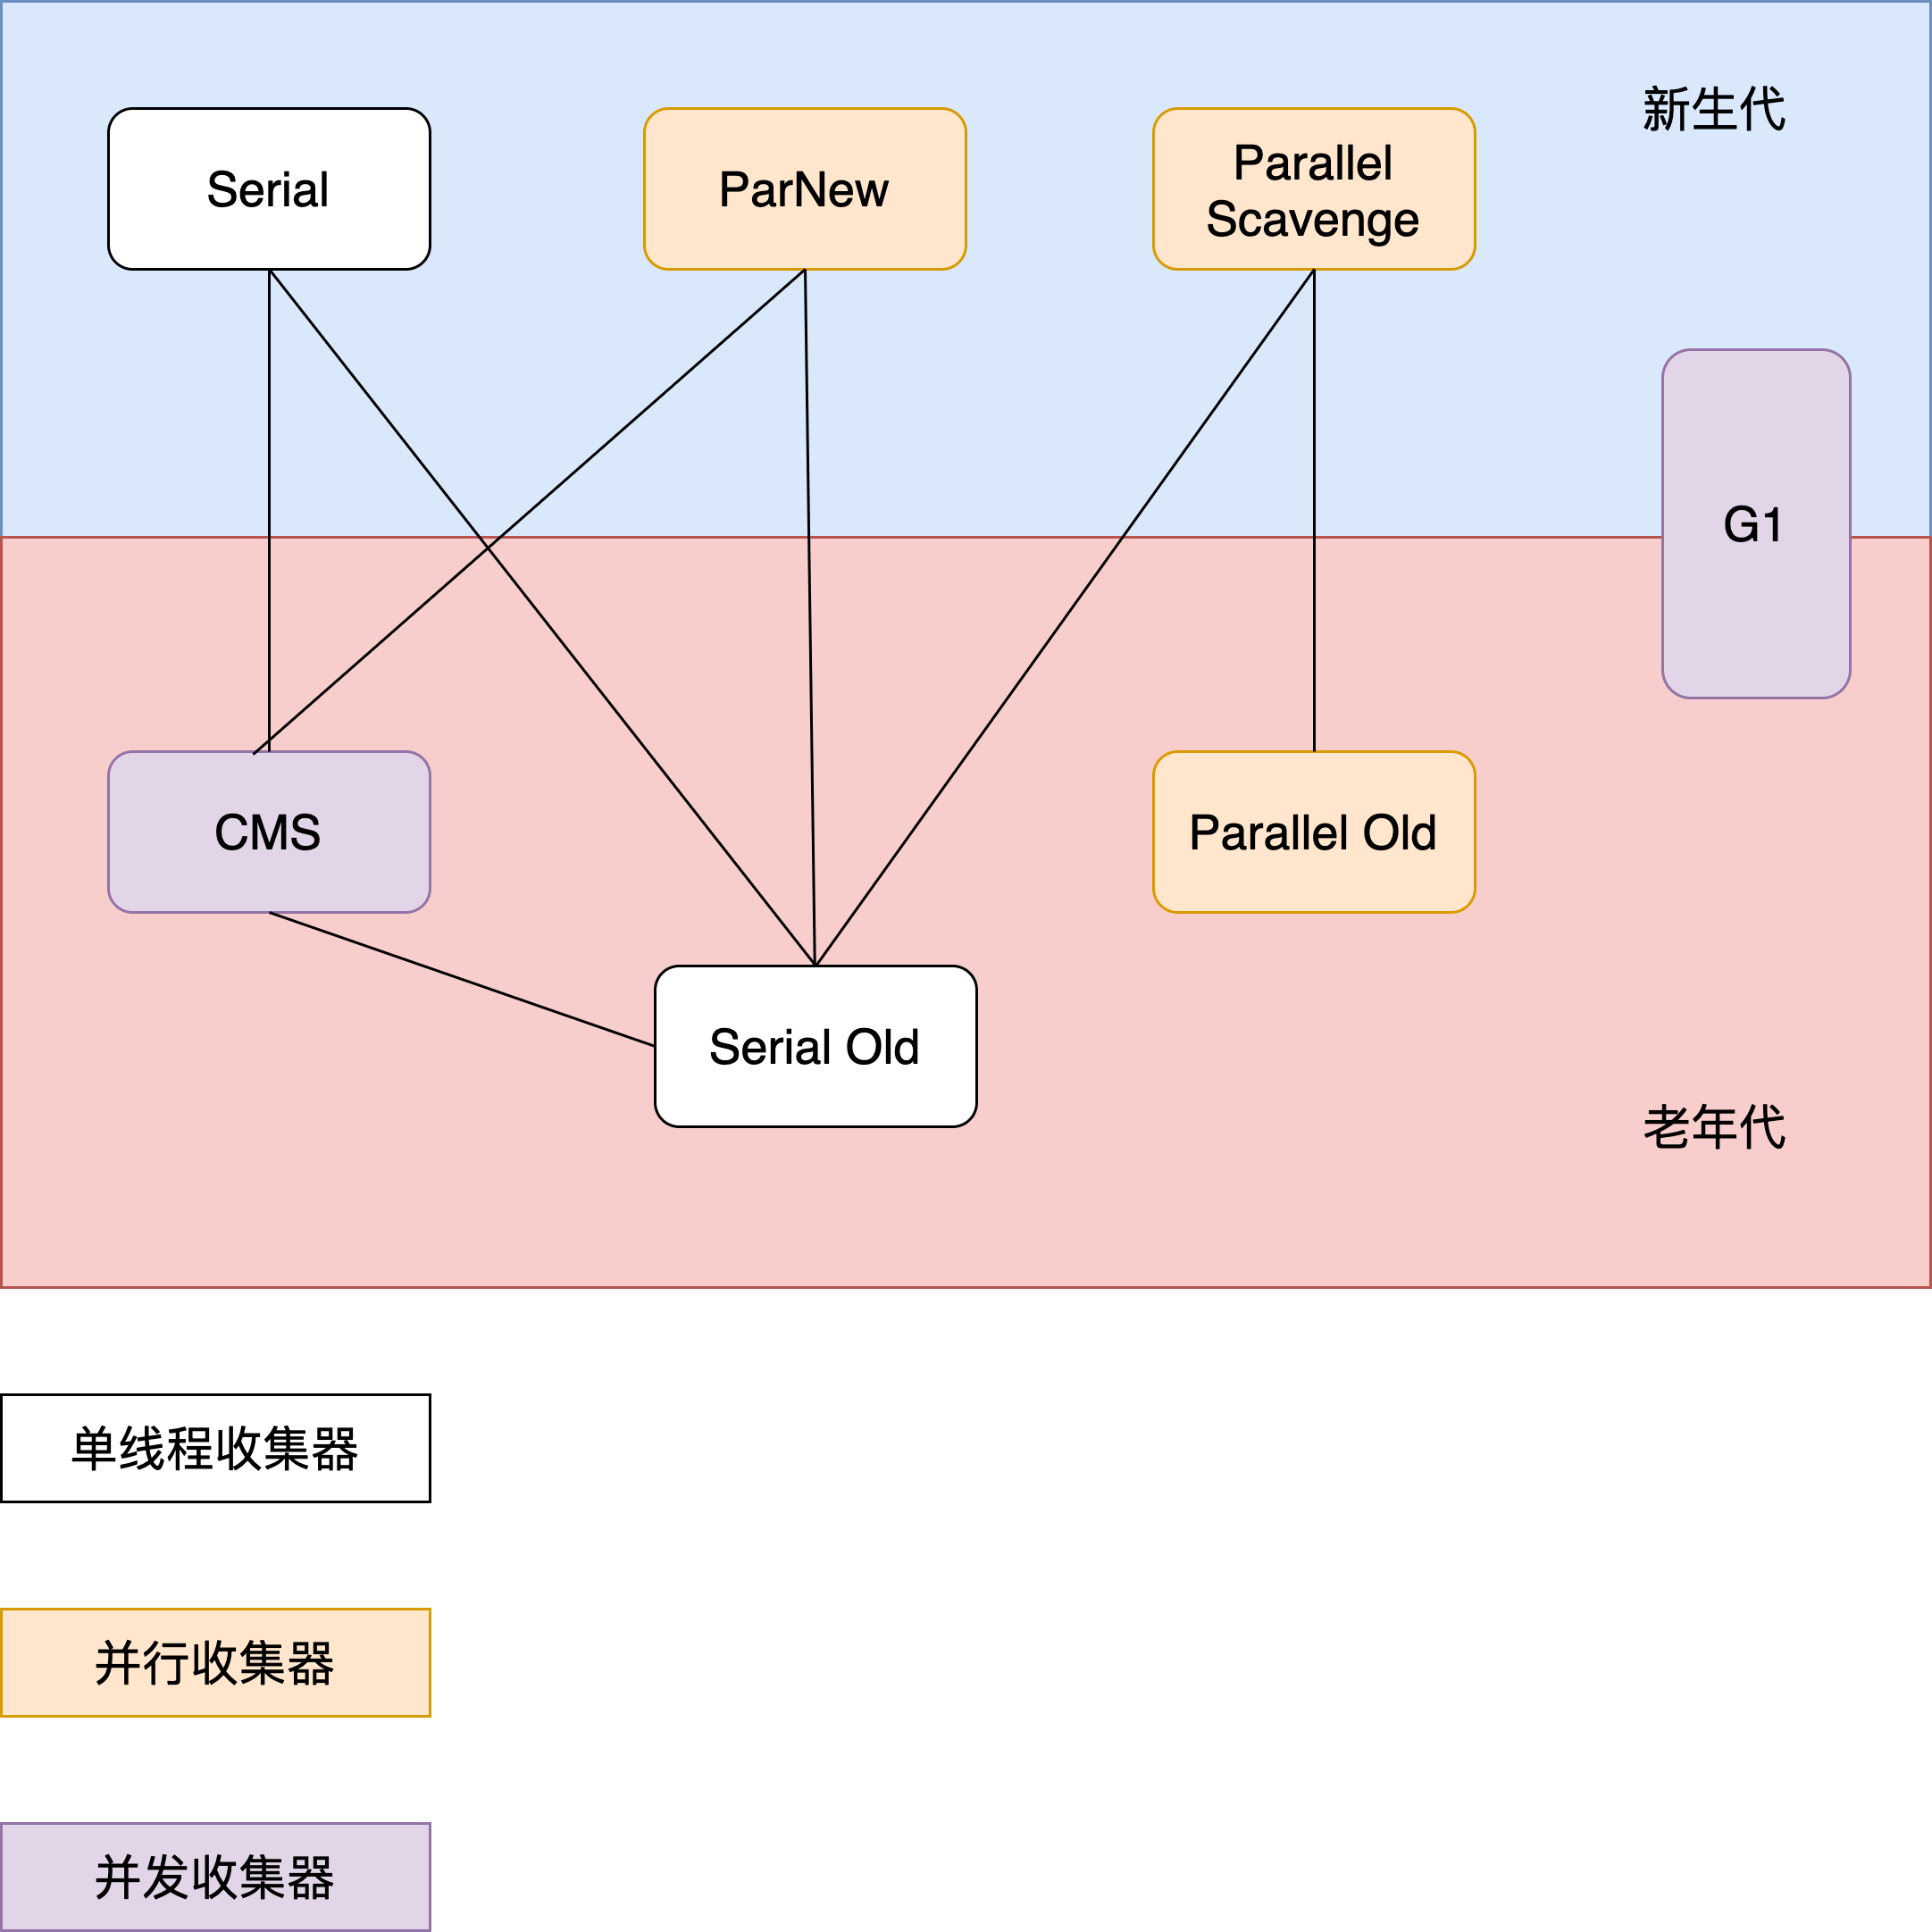 新生代
Serial
ParNew
Parallel
Scavenge
G1
CMS
Parallel Old
Serial Old
老年代
单线程收集器
并行收集器
并发收集器